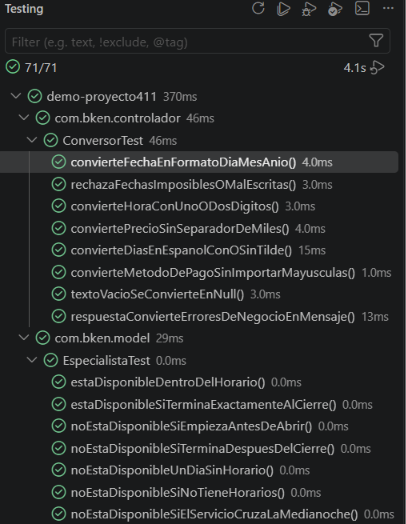 Testing
Filter (e.g. text, !exclude, @tag)
71/71 4.1s
demo-proyecto411 370ms
com.bken.controlador 46ms
ConversorTest 46ms
convierteFechaEnFormatoDiaMesAnio() 4.0ms
rechazaFechasImposiblesOMalEscritas() 3.0ms
convierteHoraConUnoODosDigitos() 3.0ms
conviertePrecioSinSeparadorDeMiles() 4.0ms
convierteDiasEnEspanolConOSinTilde() 15ms
convierteMetodoDePagoSinImportarMayusculas() 1.0ms
textoVacioSeConvierteEnNull() 3.0ms
respuestaConvierteErroresDeNegocioEnMensaje() 13ms
com.bken.model 29ms
EspecialistaTest 0.0ms
estaDisponibleDentroDelHorario() 0.0ms
estaDisponibleSiTerminaExactamenteAlCierre() 0.0ms
noEstaDisponibleSiEmpiezaAntesDeAbrir() 0.0ms
noEstaDisponibleSiTerminaDespuesDelCierre() 0.0ms
noEstaDisponibleUnDiaSinHorario() 0.0ms
noEstaDisponibleSiNoTieneHorarios() 0.0ms
noEstaDisponibleSiElServicioCruzaLaMedianoche() 0.0ms